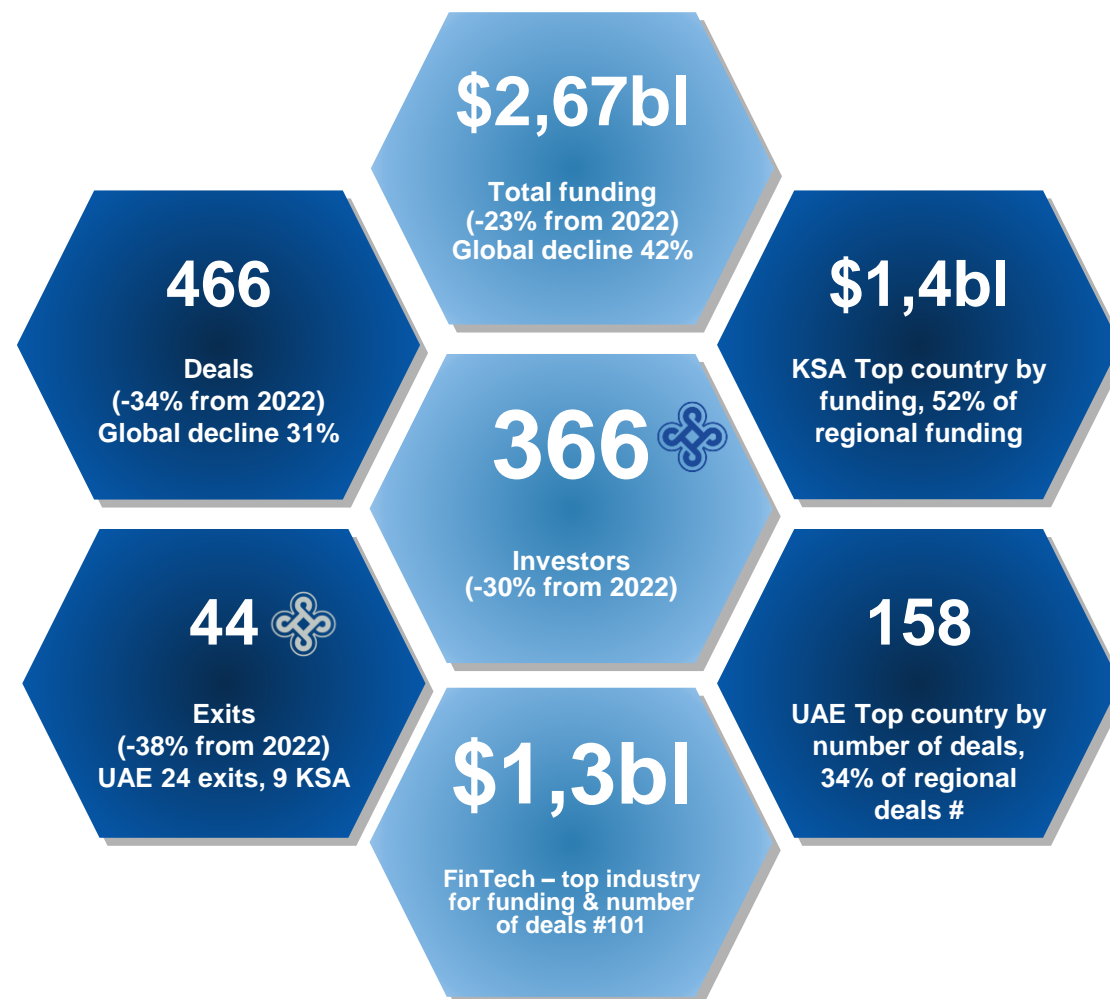 $2,67bl
Total funding
(-23% from 2022)
Global decline 42%
466
Deals
(-34% from 2022)
Global decline 31%
$1,4bl
KSA Top country by
funding, 52% of
regional funding
366
Investors
(-30% from 2022)
44
Exits
(-38% from 2022)
UAE 24 exits, 9 KSA
158
UAE Top country by
number of deals,
34% of regional
deals #
$1,3bl
FinTech – top industry
for funding & number
of deals #101